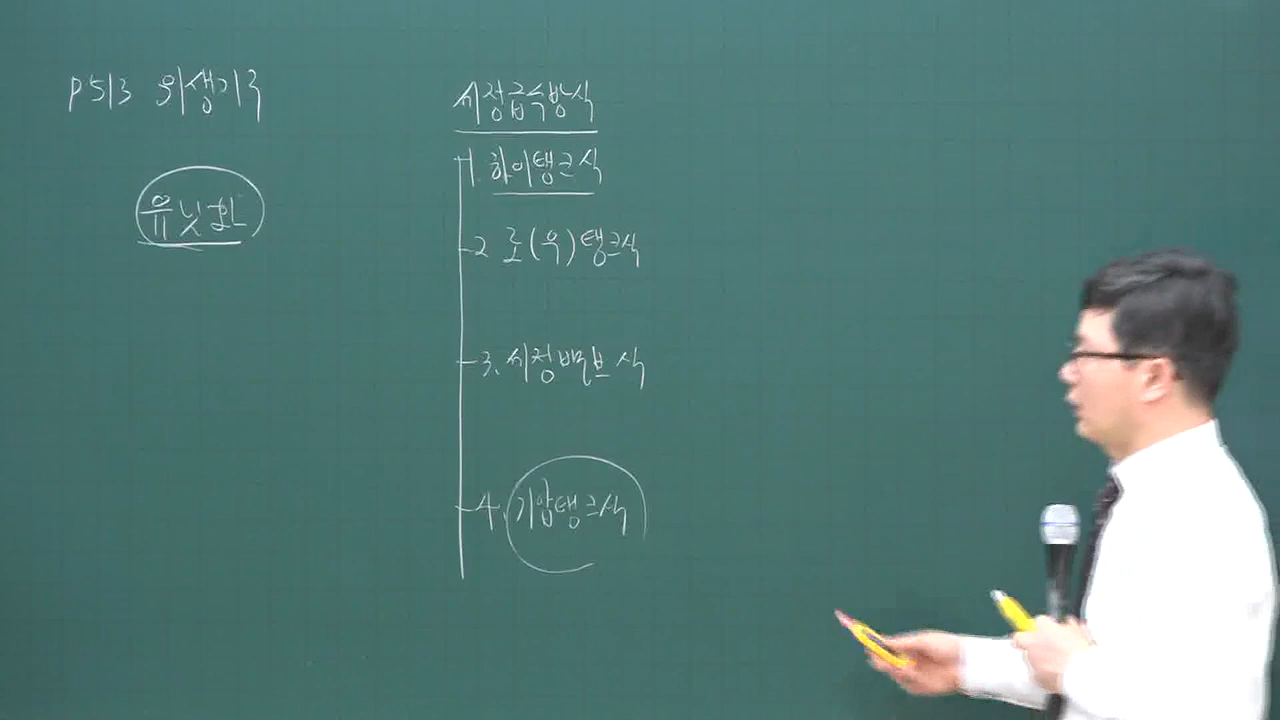 P513 위생기구
유닛화
세정급수방식
1. 하이탱크식
2 로(우)탱크식
3. 세정밸브식
4. 기압탱크식